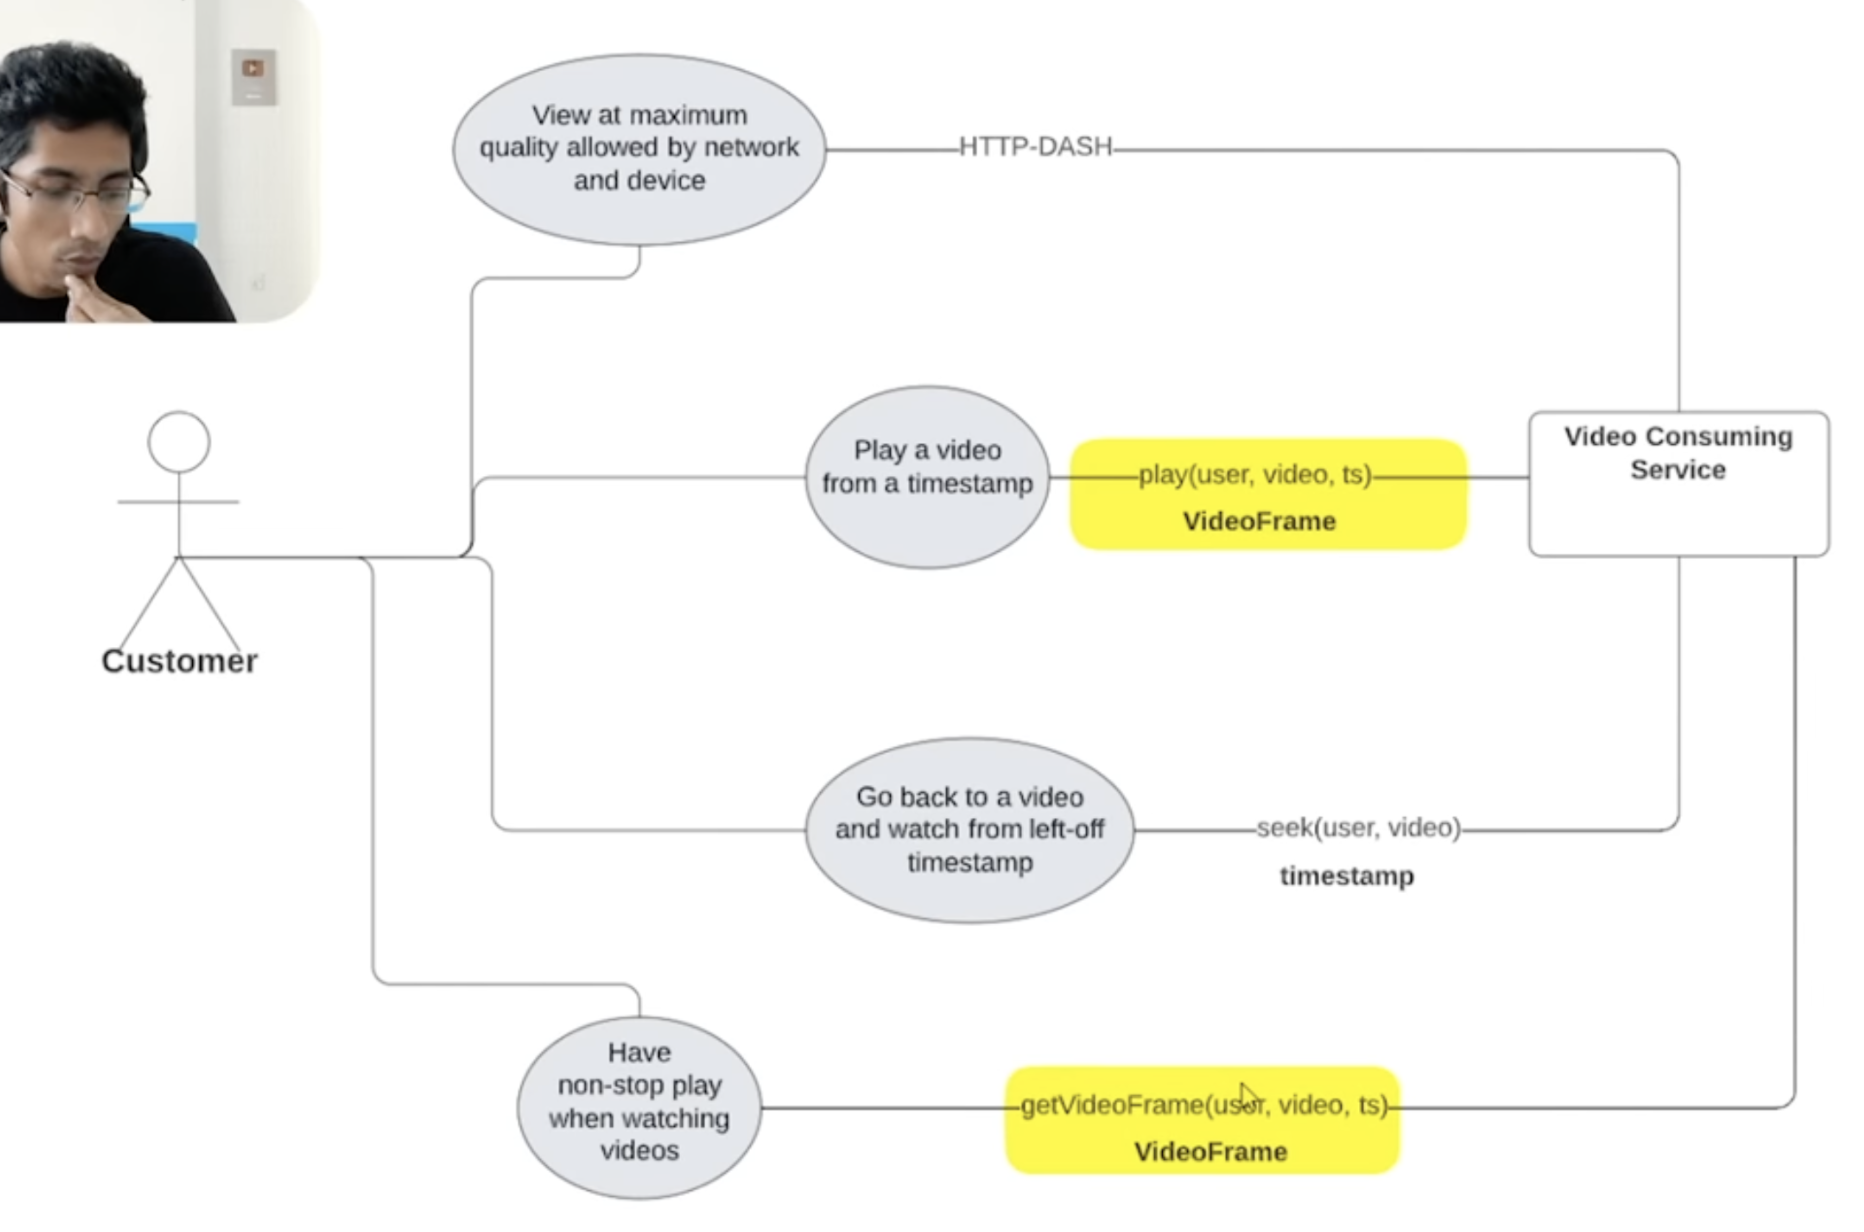 View at maximum
quality allowed by network
and device
HTTP-DASH
Play a video
from a timestamp
play(user, video, ts)
VideoFrame
Video Consuming
Service
Customer
Go back to a video
and watch from left-off
timestamp
seek(user, video)
timestamp
Have
non-stop play
when watching
videos
getVideoFrame(user, video, ts)
VideoFrame